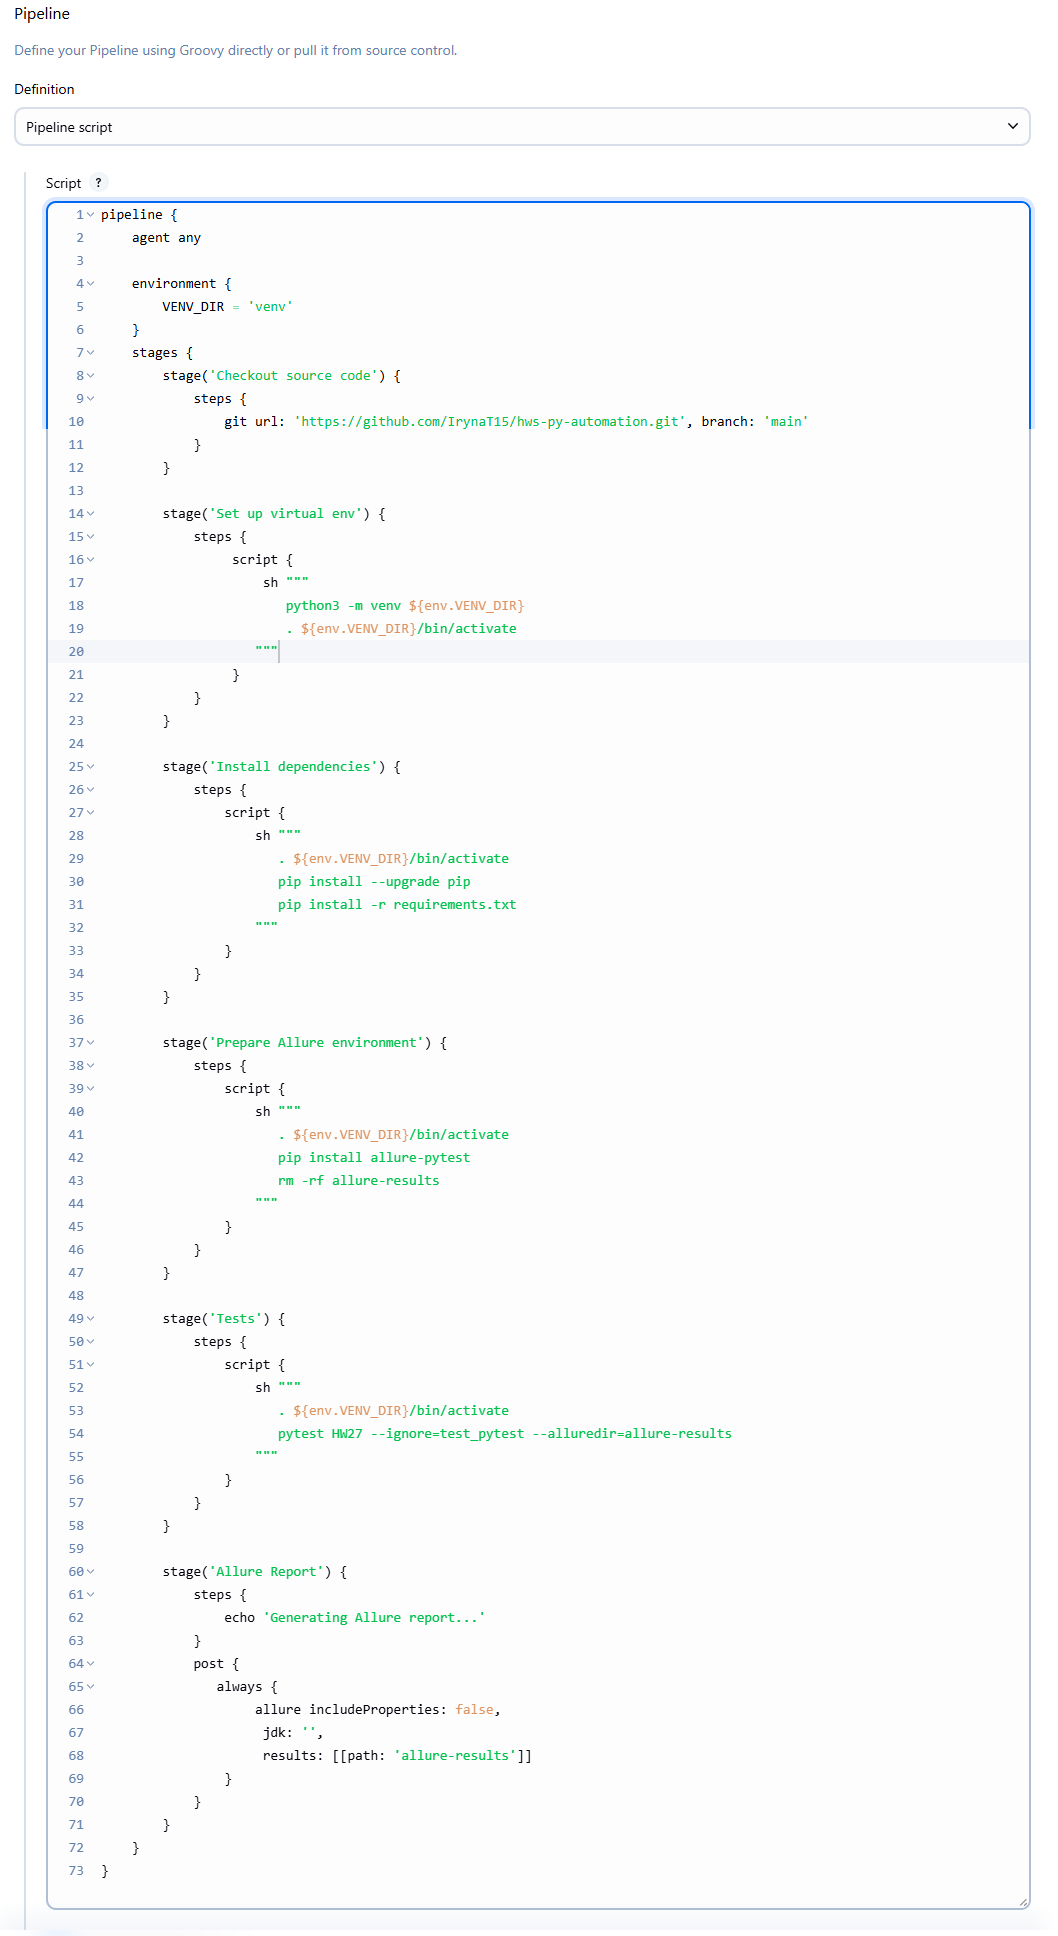 Pipeline
Define your Pipeline using Groovy directly or pull it from source control.
Definition
Pipeline script
Script ?
1 pipeline {
2     agent any
3
4     environment {
5         VENV_DIR = 'venv'
6     }
7     stages {
8         stage('Checkout source code') {
9             steps {
10                 git url: 'https://github.com/IrynaT15/hws-py-automation.git', branch: 'main'
11             }
12         }
13
14         stage('Set up virtual env') {
15             steps {
16                  script {
17                      sh """
18                         python3 -m venv ${env.VENV_DIR}
19                         . ${env.VENV_DIR}/bin/activate
20                     """
21                  }
22             }
23         }
24
25         stage('Install dependencies') {
26             steps {
27                 script {
28                     sh """
29                        . ${env.VENV_DIR}/bin/activate
30                        pip install --upgrade pip
31                        pip install -r requirements.txt
32                     """
33                 }
34             }
35         }
36
37         stage('Prepare Allure environment') {
38             steps {
39                 script {
40                     sh """
41                        . ${env.VENV_DIR}/bin/activate
42                        pip install allure-pytest
43                        rm -rf allure-results
44                     """
45                 }
46             }
47         }
48
49         stage('Tests') {
50             steps {
51                 script {
52                     sh """
53                        . ${env.VENV_DIR}/bin/activate
54                        pytest HW27 --ignore=test_pytest --alluredir=allure-results
55                     """
56                 }
57             }
58         }
59
60         stage('Allure Report') {
61             steps {
62                 echo 'Generating Allure report...'
63             }
64             post {
65                always {
66                     allure includeProperties: false,
67                      jdk: '',
68                      results: [[path: 'allure-results']]
69                 }
70             }
71         }
72     }
73 }